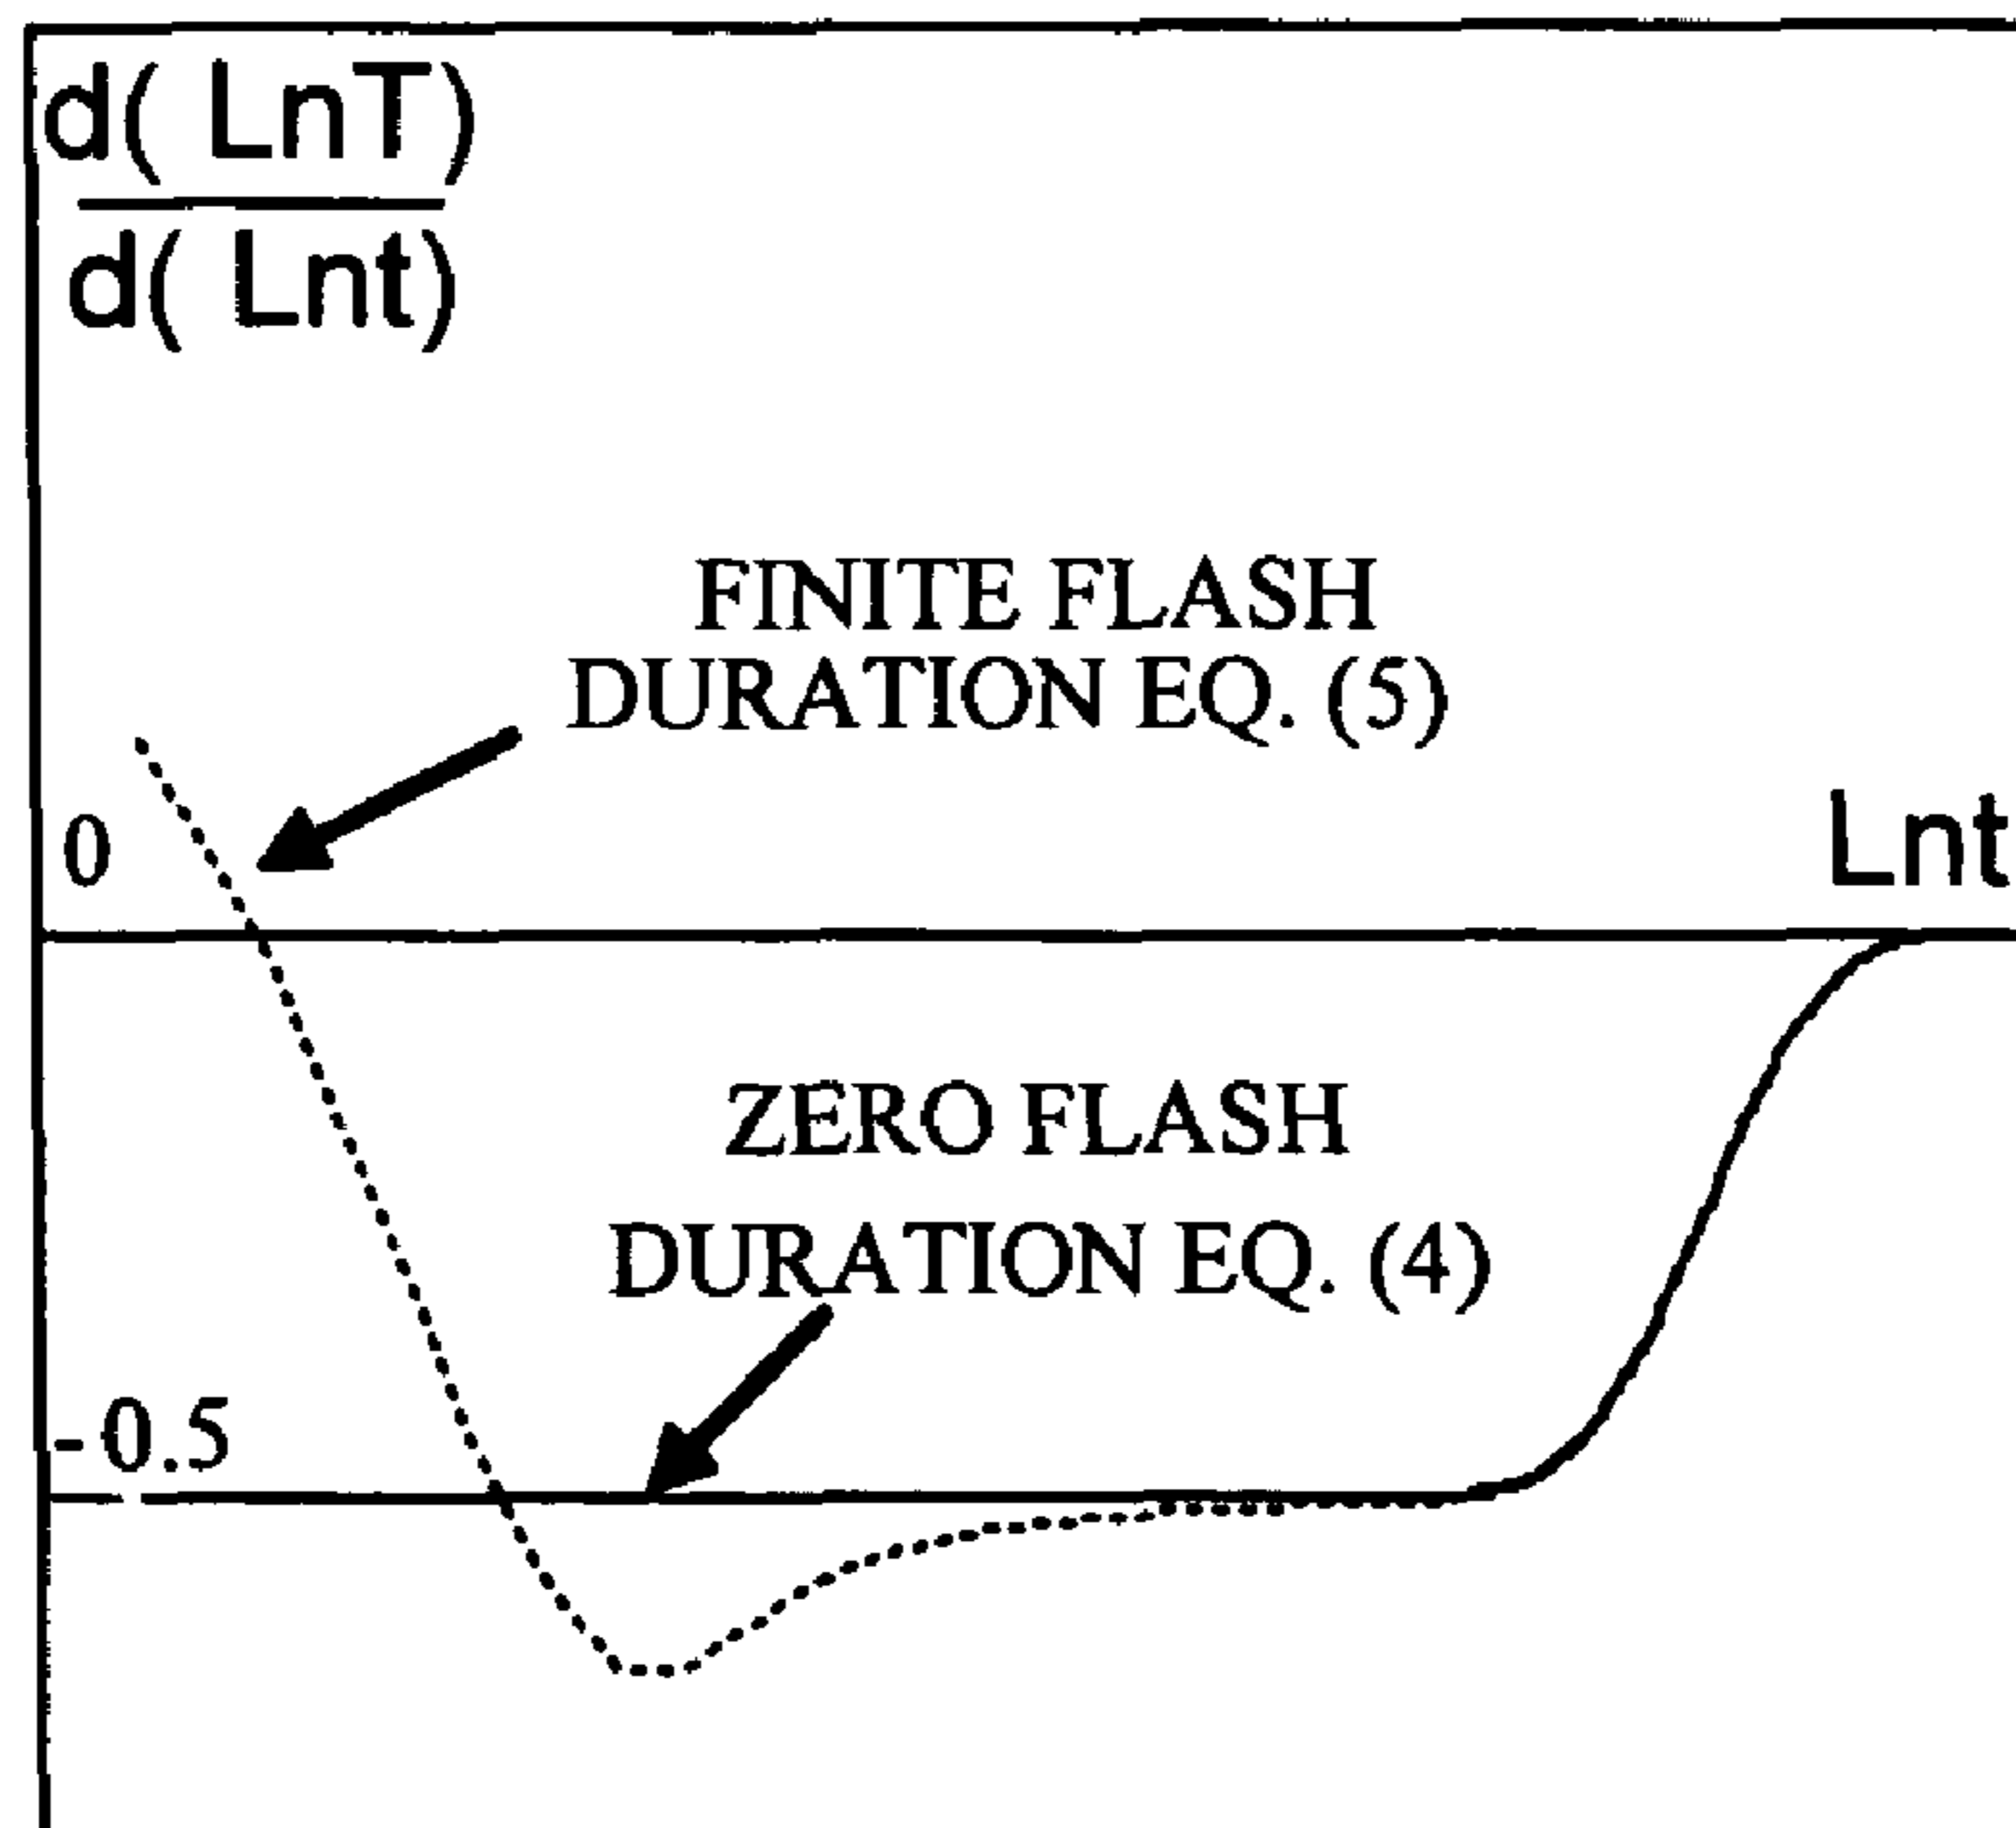 d( LnT)
d( Lnt)
FINITE FLASH
DURATION EQ. (5)
0
Lnt
ZERO FLASH
DURATION EQ. (4)
-0.5